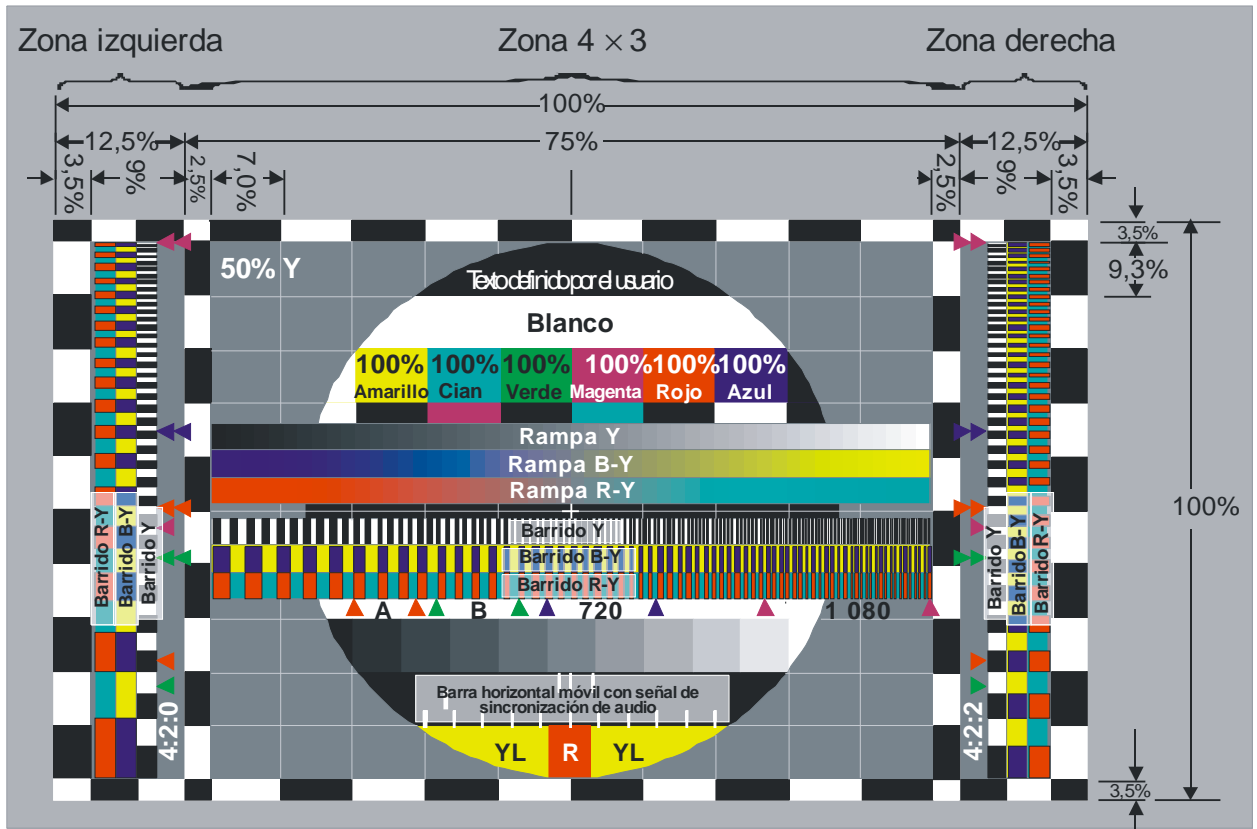 Zona izquierda
Zona 4 × 3
Zona derecha
100%
12,5%
75%
12,5%
3,5%
9%
2,5%
7,0%
2,5%
9%
3,5%
3,5%
9,3%
100%
3,5%
50% Y
Texto definido por el usuario
Blanco
100% 100% 100% 100% 100% 100%
Amarillo Cian Verde Magenta Rojo Azul
Rampa Y
Rampa B-Y
Rampa R-Y
Barrido Y
Barrido B-Y
Barrido R-Y
A B 720 1 080
Barrido R-Y
Barrido B-Y
Barrido Y
Barrido Y
Barrido B-Y
Barrido R-Y
Barra horizontal móvil con señal de
sincronización de audio
4:2:0
4:2:2
YL R YL